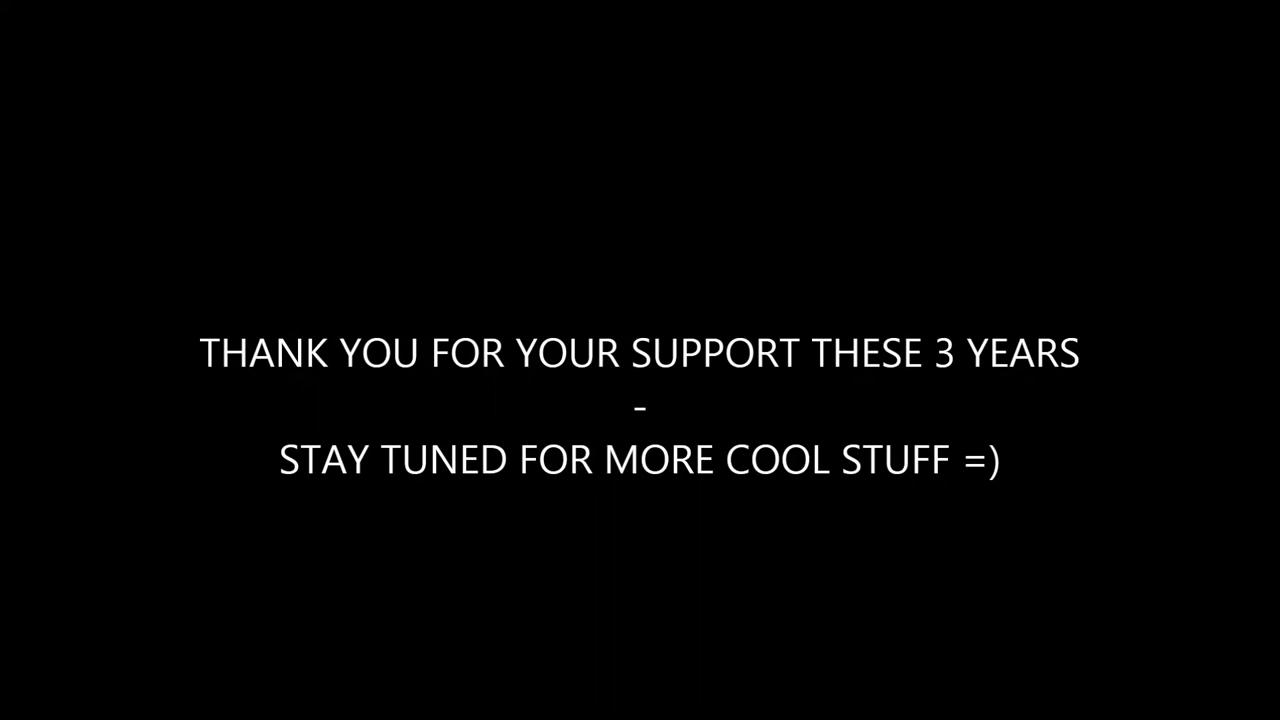 THANK YOU FOR YOUR SUPPORT THESE 3 YEARS
-
STAY TUNED FOR MORE COOL STUFF =)